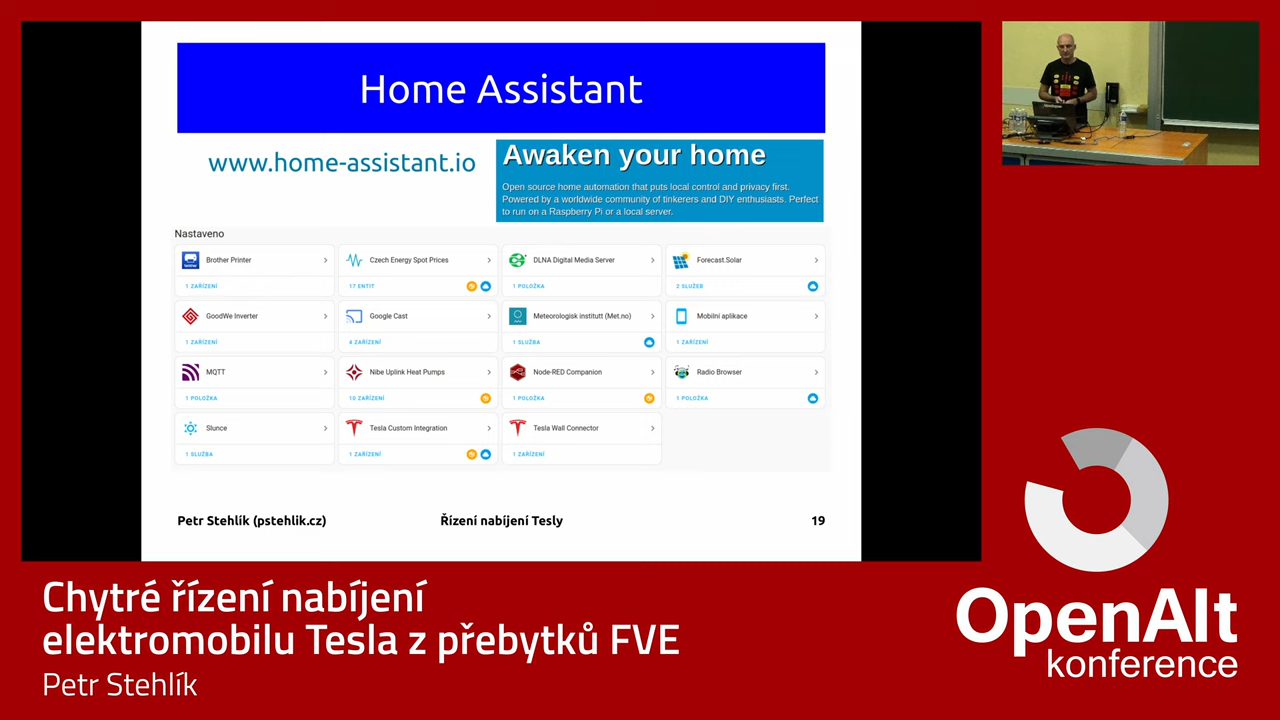 Home Assistant
www.home-assistant.io
Awaken your home
Open source home automation that puts local control and privacy first.
Powered by a worldwide community of tinkerers and DIY enthusiasts. Perfect
to run on a Raspberry Pi or a local server.
Nastaveno
Brother Printer
1 ZAŘÍZENÍ
Czech Energy Spot Prices
17 ENTIT
DLNA Digital Media Server
1 POLOŽKA
Forecast.Solar
2 SLUŽEB
GoodWe Inverter
1 ZAŘÍZENÍ
Google Cast
4 ZAŘÍZENÍ
Meteorologisk institutt (Met.no)
1 SLUŽBA
Mobilní aplikace
1 ZAŘÍZENÍ
MQTT
1 POLOŽKA
Nibe Uplink Heat Pumps
10 ZAŘÍZENÍ
Node-RED Companion
1 POLOŽKA
Radio Browser
1 POLOŽKA
Slunce
1 SLUŽBA
Tesla Custom Integration
1 ZAŘÍZENÍ
Tesla Wall Connector
1 ZAŘÍZENÍ
Petr Stehlík (pstehlik.cz)
Řízení nabíjení Tesly
19
Chytré řízení nabíjení
elektromobilu Tesla z přebytků FVE
Petr Stehlík
OpenAlt
konference